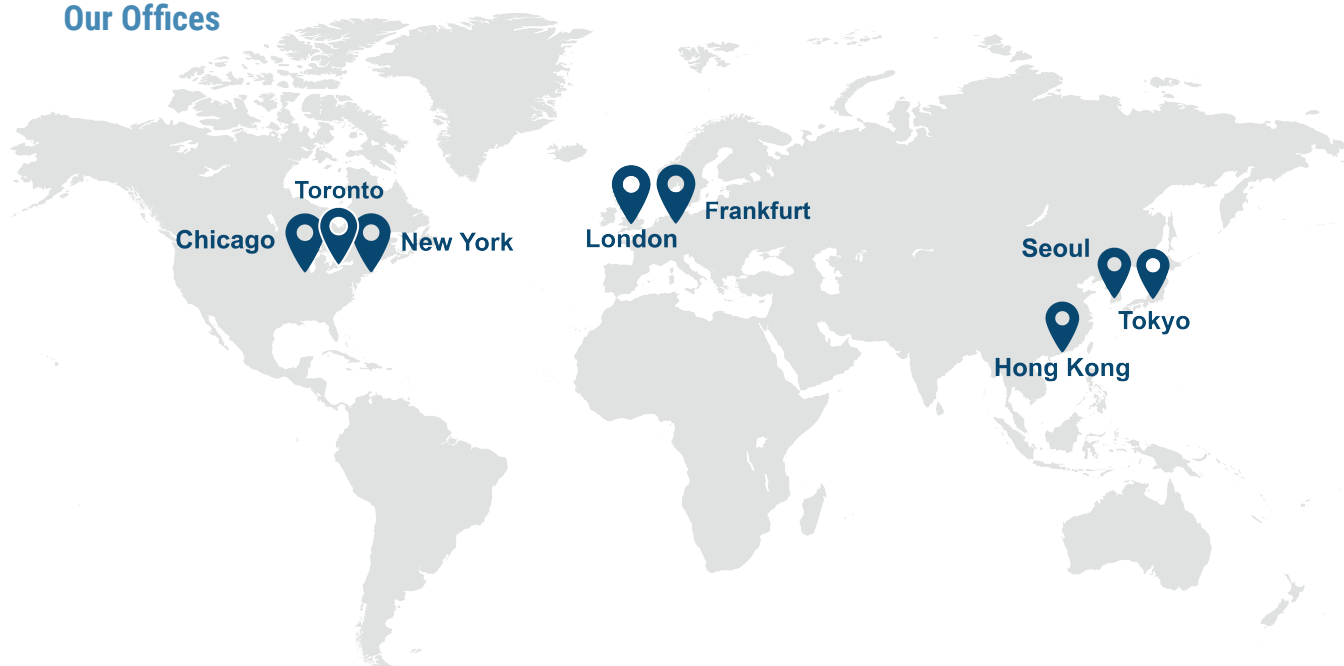 Our Offices
Toronto
Chicago
New York
London
Frankfurt
Seoul
Tokyo
Hong Kong